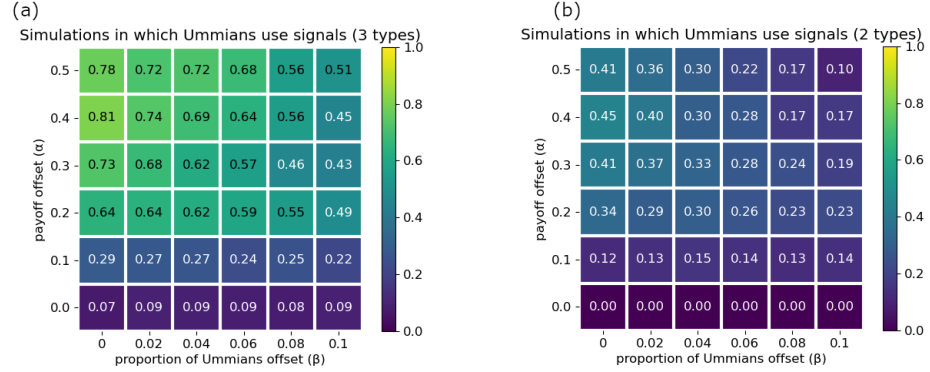 (a)
Simulations in which Ummians use signals (3 types)
payoff offset (α)
0.5 0.78 0.72 0.72 0.68 0.56 0.51
0.4 0.81 0.74 0.69 0.64 0.56 0.45
0.3 0.73 0.68 0.62 0.57 0.46 0.43
0.2 0.64 0.64 0.62 0.59 0.55 0.49
0.1 0.29 0.27 0.27 0.24 0.25 0.22
0.0 0.07 0.09 0.09 0.09 0.08 0.09
0 0.02 0.04 0.06 0.08 0.1
proportion of Ummians offset (β)
1.0
0.8
0.6
0.4
0.2
0.0
(b)
Simulations in which Ummians use signals (2 types)
payoff offset (α)
0.5 0.41 0.36 0.30 0.22 0.17 0.10
0.4 0.45 0.40 0.30 0.28 0.17 0.17
0.3 0.41 0.37 0.33 0.28 0.24 0.19
0.2 0.34 0.29 0.30 0.26 0.23 0.23
0.1 0.12 0.13 0.15 0.14 0.13 0.14
0.0 0.00 0.00 0.00 0.00 0.00 0.00
0 0.02 0.04 0.06 0.08 0.1
proportion of Ummians offset (β)
1.0
0.8
0.6
0.4
0.2
0.0